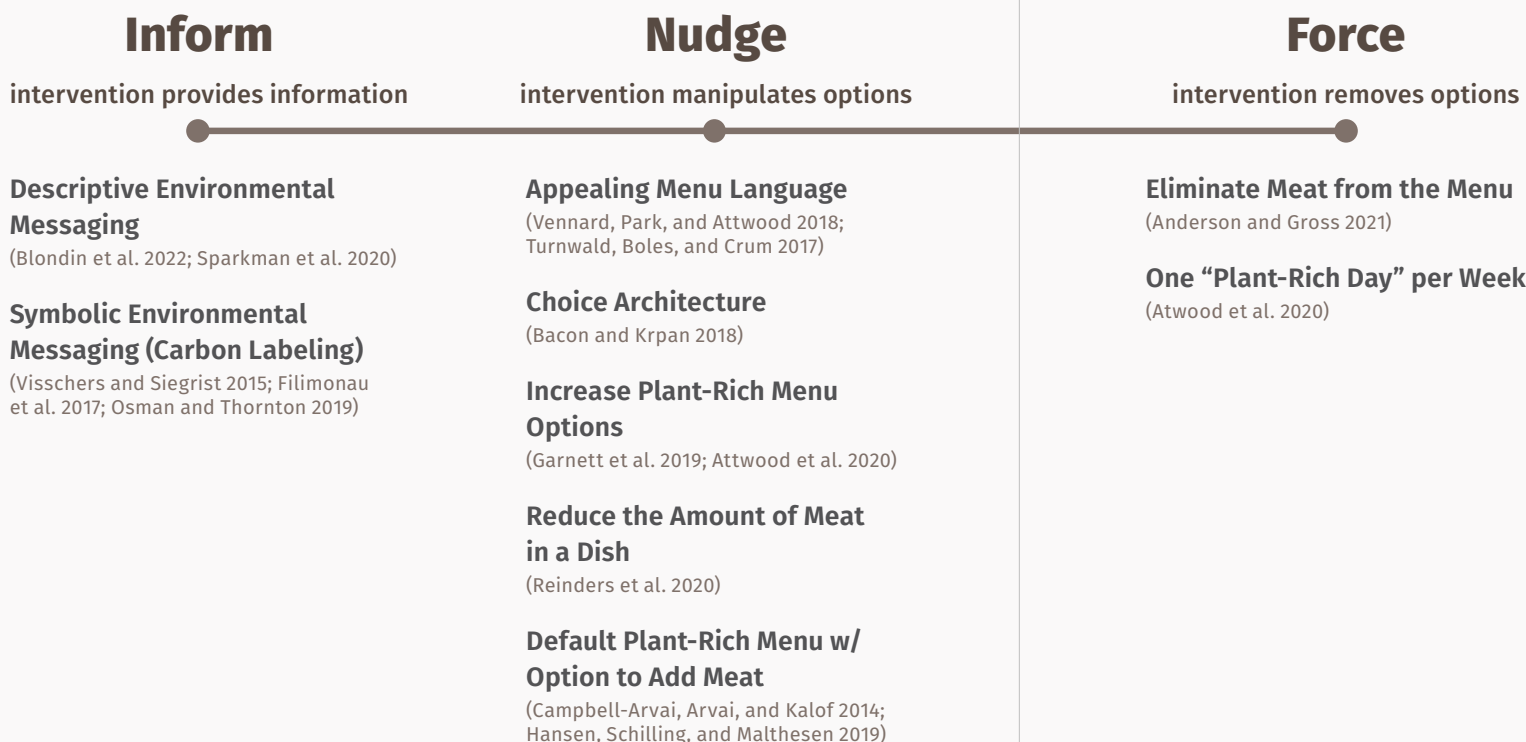 Inform
intervention provides information
Descriptive Environmental
Messaging
(Blondin et al. 2022; Sparkman et al. 2020)
Symbolic Environmental
Messaging (Carbon Labeling)
(Visschers and Siegrist 2015; Filimonau
et al. 2017; Osman and Thornton 2019)
Nudge
intervention manipulates options
Appealing Menu Language
(Vennard, Park, and Attwood 2018;
Turnwald, Boles, and Crum 2017)
Choice Architecture
(Bacon and Krpan 2018)
Increase Plant-Rich Menu
Options
(Garnett et al. 2019; Attwood et al. 2020)
Reduce the Amount of Meat
in a Dish
(Reinders et al. 2020)
Default Plant-Rich Menu w/
Option to Add Meat
(Campbell-Arvai, Arvai, and Kalof 2014;
Hansen, Schilling, and Malthesen 2019)
Force
intervention removes options
Eliminate Meat from the Menu
(Anderson and Gross 2021)
One “Plant-Rich Day” per Week
(Atwood et al. 2020)